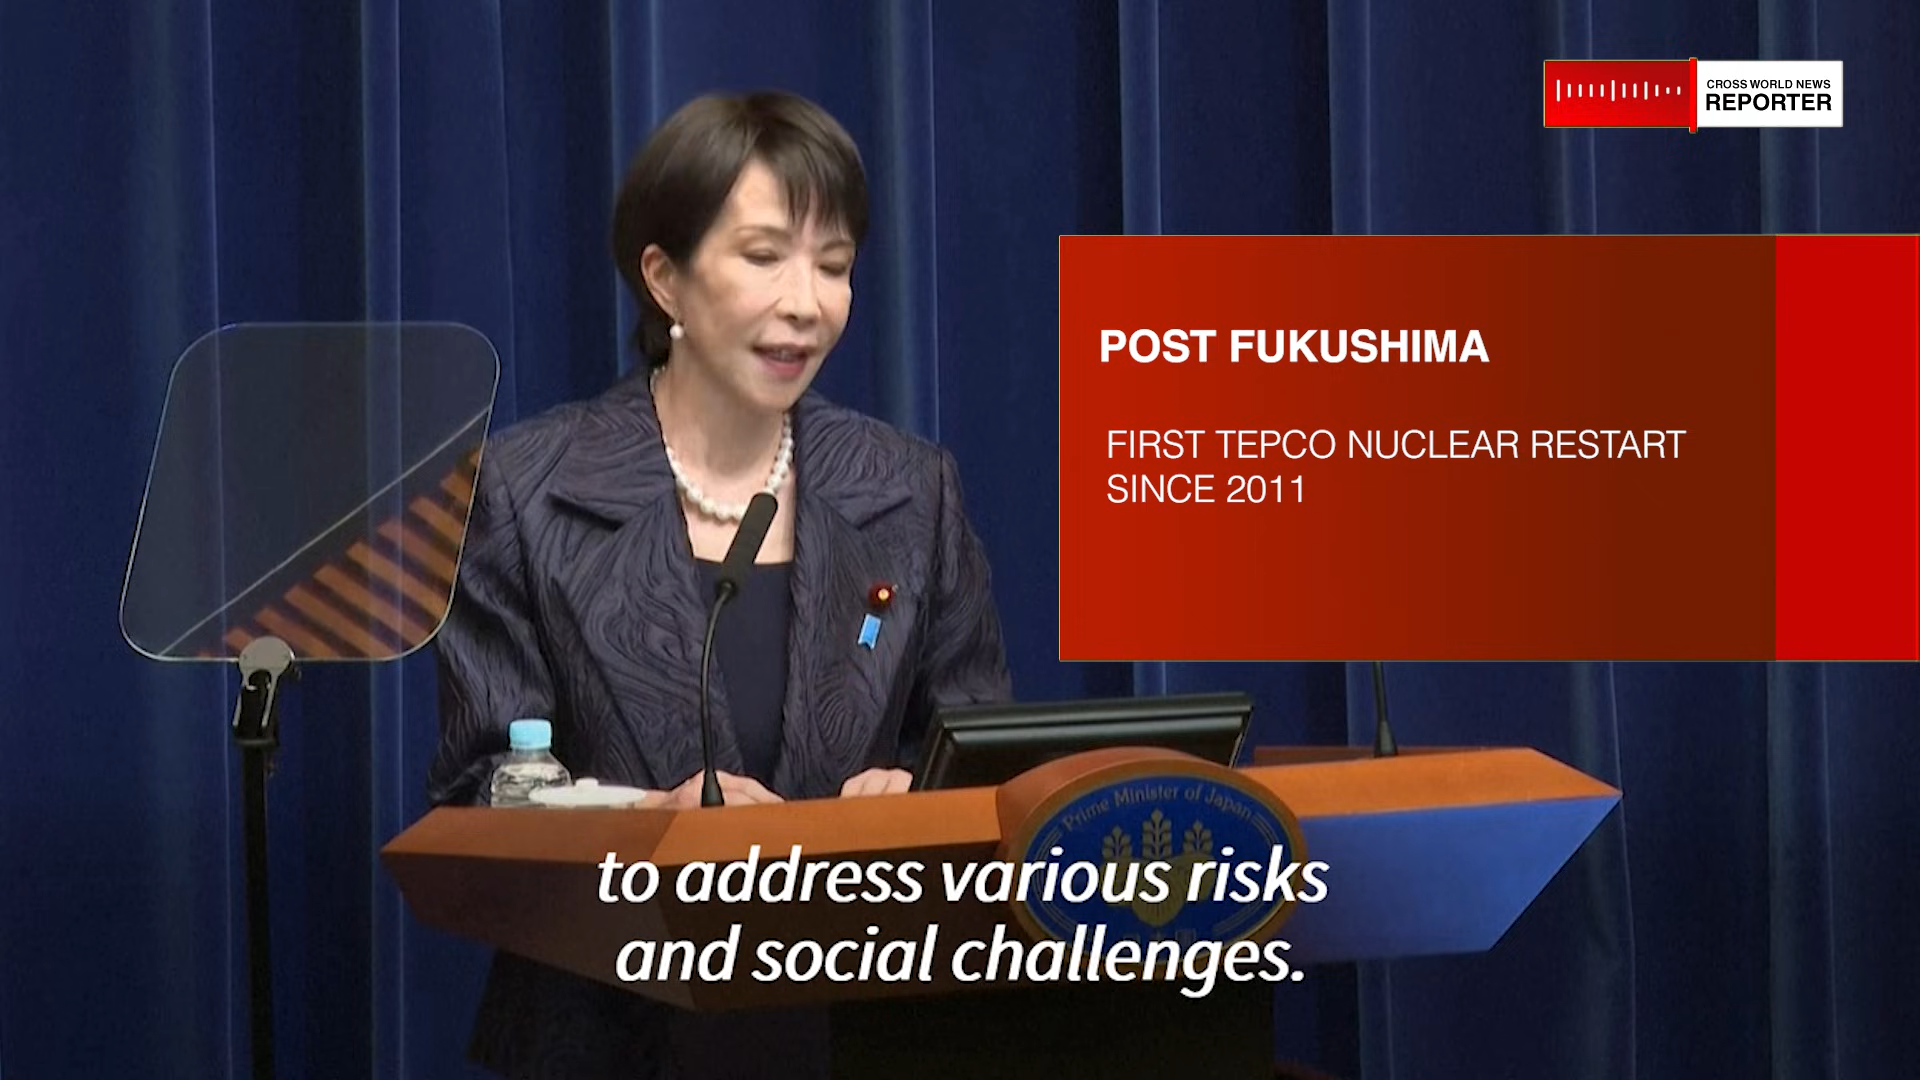 CROSS WORLD NEWS
REPORTER
POST FUKUSHIMA
FIRST TEPCO NUCLEAR RESTART
SINCE 2011
Prime Minister of Japan
to address various risks
and social challenges.